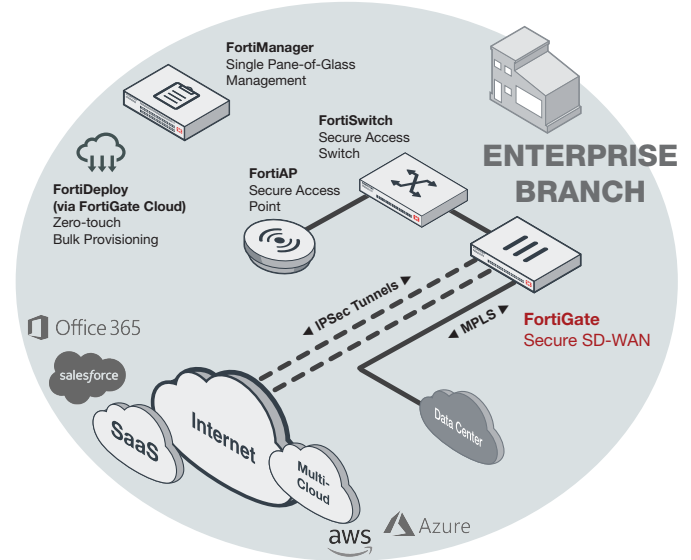 FortiManager
Single Pane-of-Glass
Management
FortiSwitch
Secure Access
Switch
ENTERPRISE
BRANCH
FortiDeploy
(via FortiGate Cloud)
Zero-touch
Bulk Provisioning
FortiAP
Secure Access
Point
IPSec Tunnels
MPLS
FortiGate
Secure SD-WAN
Office 365
salesforce
SaaS
Internet
Multi-
Cloud
Data Center
aws
Azure